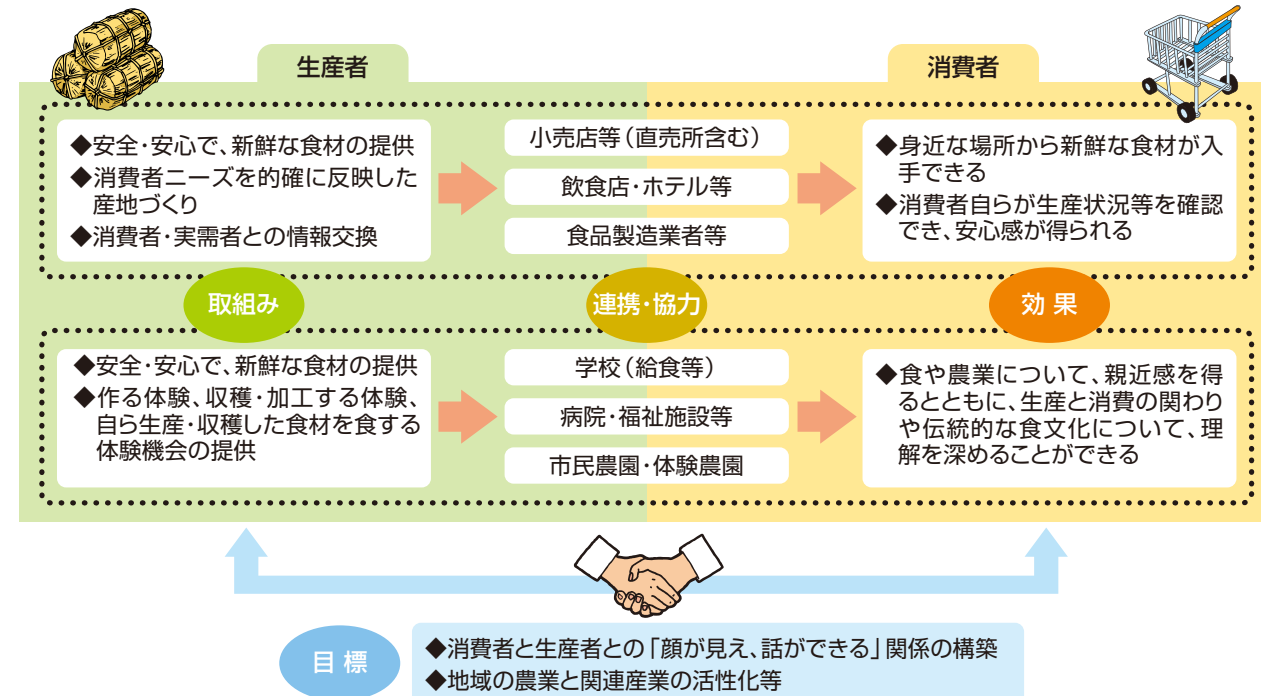 生産者
消費者
◆安全・安心で、新鮮な食材の提供
◆消費者ニーズを的確に反映した
産地づくり
◆消費者・実需者との情報交換
小売店等（直売所含む）
飲食店・ホテル等
食品製造業者等
◆身近な場所から新鮮な食材が入
手できる
◆消費者自らが生産状況等を確認
でき、安心感が得られる
取組み
連携・協力
効果
◆安全・安心で、新鮮な食材の提供
◆作る体験、収穫・加工する体験、
自ら生産・収穫した食材を食する
体験機会の提供
学校（給食等）
病院・福祉施設等
市民農園・体験農園
◆食や農業について、親近感を得
るとともに、生産と消費の関わり
や伝統的な食文化について、理
解を深めることができる
目標
◆消費者と生産者との「顔が見え、話ができる」関係の構築
◆地域の農業と関連産業の活性化等